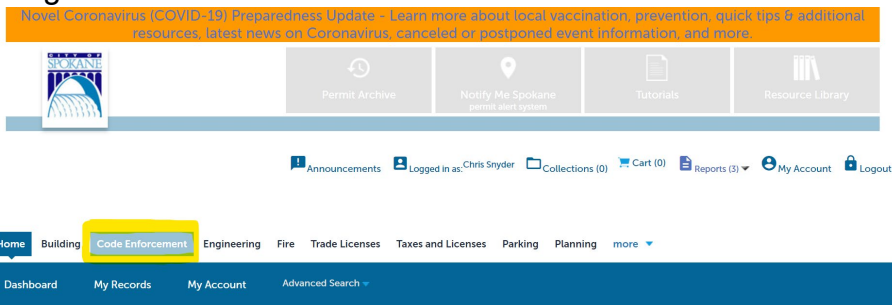 Novel Coronavirus (COVID-19) Preparedness Update - Learn more about local vaccination, prevention, quick tips & additional
resources, latest news on Coronavirus, canceled or postponed event information, and more.
CITY OF
SPOKANE
Permit Archive
Notify Me Spokane
permit alert system
Tutorials
Resource Library
Announcements Logged in as: Chris Snyder Collections (0) Cart (0) Reports (3) My Account Logout
Home Building Code Enforcement Engineering Fire Trade Licenses Taxes and Licenses Parking Planning more
Dashboard My Records My Account Advanced Search